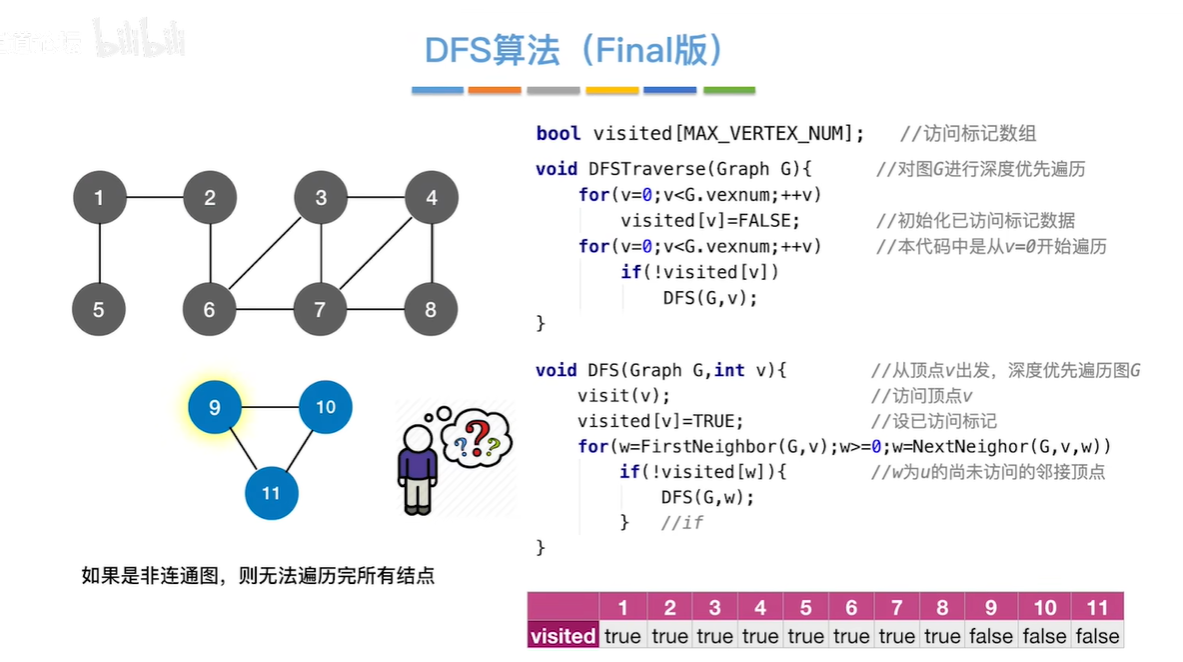 bilibili
DFS算法（Final版）
bool visited[MAX_VERTEX_NUM];   //访问标记数组
void DFSTraverse(Graph G){   //对图G进行深度优先遍历
for(v=0;v<G.vexnum;++v)
visited[v]=FALSE;   //初始化已访问标记数据
for(v=0;v<G.vexnum;++v)   //本代码中是从v=0开始遍历
if(!visited[v])
DFS(G,v);
}
void DFS(Graph G,int v){   //从顶点v出发，深度优先遍历图G
visit(v);   //访问顶点v
visited[v]=TRUE;   //设已访问标记
for(w=FirstNeighbor(G,v);w>=0;w=NextNeighor(G,v,w))
if(!visited[w]){   //w为u的尚未访问的邻接顶点
DFS(G,w);
}   //if
}
1 2 3 4
5 6 7 8
9 10
11
? ? ?
如果是非连通图，则无法遍历完所有结点
1 2 3 4 5 6 7 8 9 10 11
visited true true true true true true true true false false false